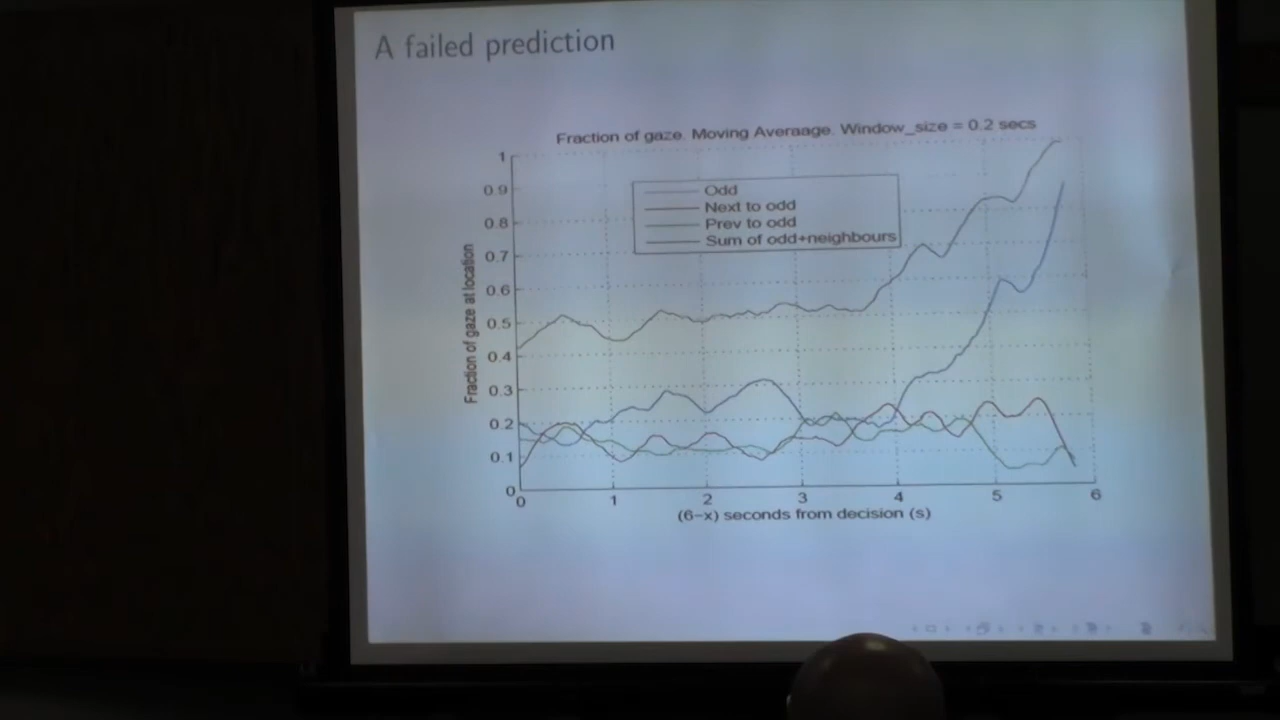 A failed prediction
Fraction of gaze. Moving Averaage. Window_size = 0.2 secs
1
0.9
0.8
0.7
0.6
0.5
0.4
0.3
0.2
0.1
0
Fraction of gaze at location
Odd
Next to odd
Prev to odd
Sum of odd+neighbours
0 1 2 3 4 5 6
(6-x) seconds from decision (s)